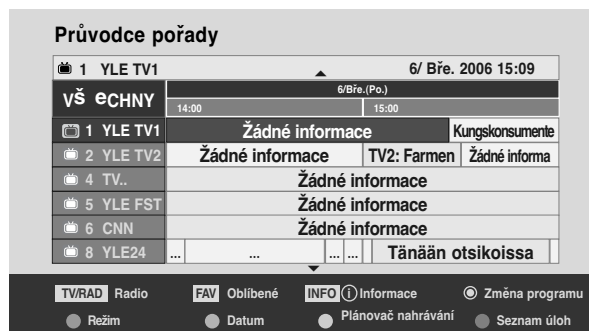 Průvodce pořady
1 YLE TV1 6/ Bře. 2006 15:09
VŠ eCHNY 6/Bře.(Po.)
14:00 15:00
1 YLE TV1 Žádné informace Kungskonsumente
2 YLE TV2 Žádné informace TV2: Farmen Žádné informa
4 TV.. Žádné informace
5 YLE FST Žádné informace
6 CNN Žádné informace
8 YLE24 ... ... ... ... Tänään otsikoissa
TV/RAD Radio FAV Oblíbené INFO i Informace Změna programu
Režim Datum Plánovač nahrávání Seznam úloh